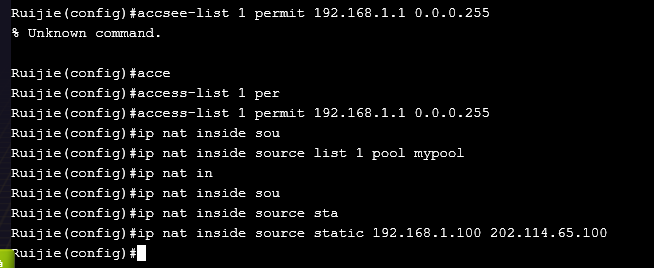 Ruijie(config)#accsee-list 1 permit 192.168.1.1 0.0.0.255
% Unknown command.
Ruijie(config)#acce
Ruijie(config)#access-list 1 per
Ruijie(config)#access-list 1 permit 192.168.1.1 0.0.0.255
Ruijie(config)#ip nat inside sou
Ruijie(config)#ip nat inside source list 1 pool mypool
Ruijie(config)#ip nat in
Ruijie(config)#ip nat inside sou
Ruijie(config)#ip nat inside source sta
Ruijie(config)#ip nat inside source static 192.168.1.100 202.114.65.100
Ruijie(config)#